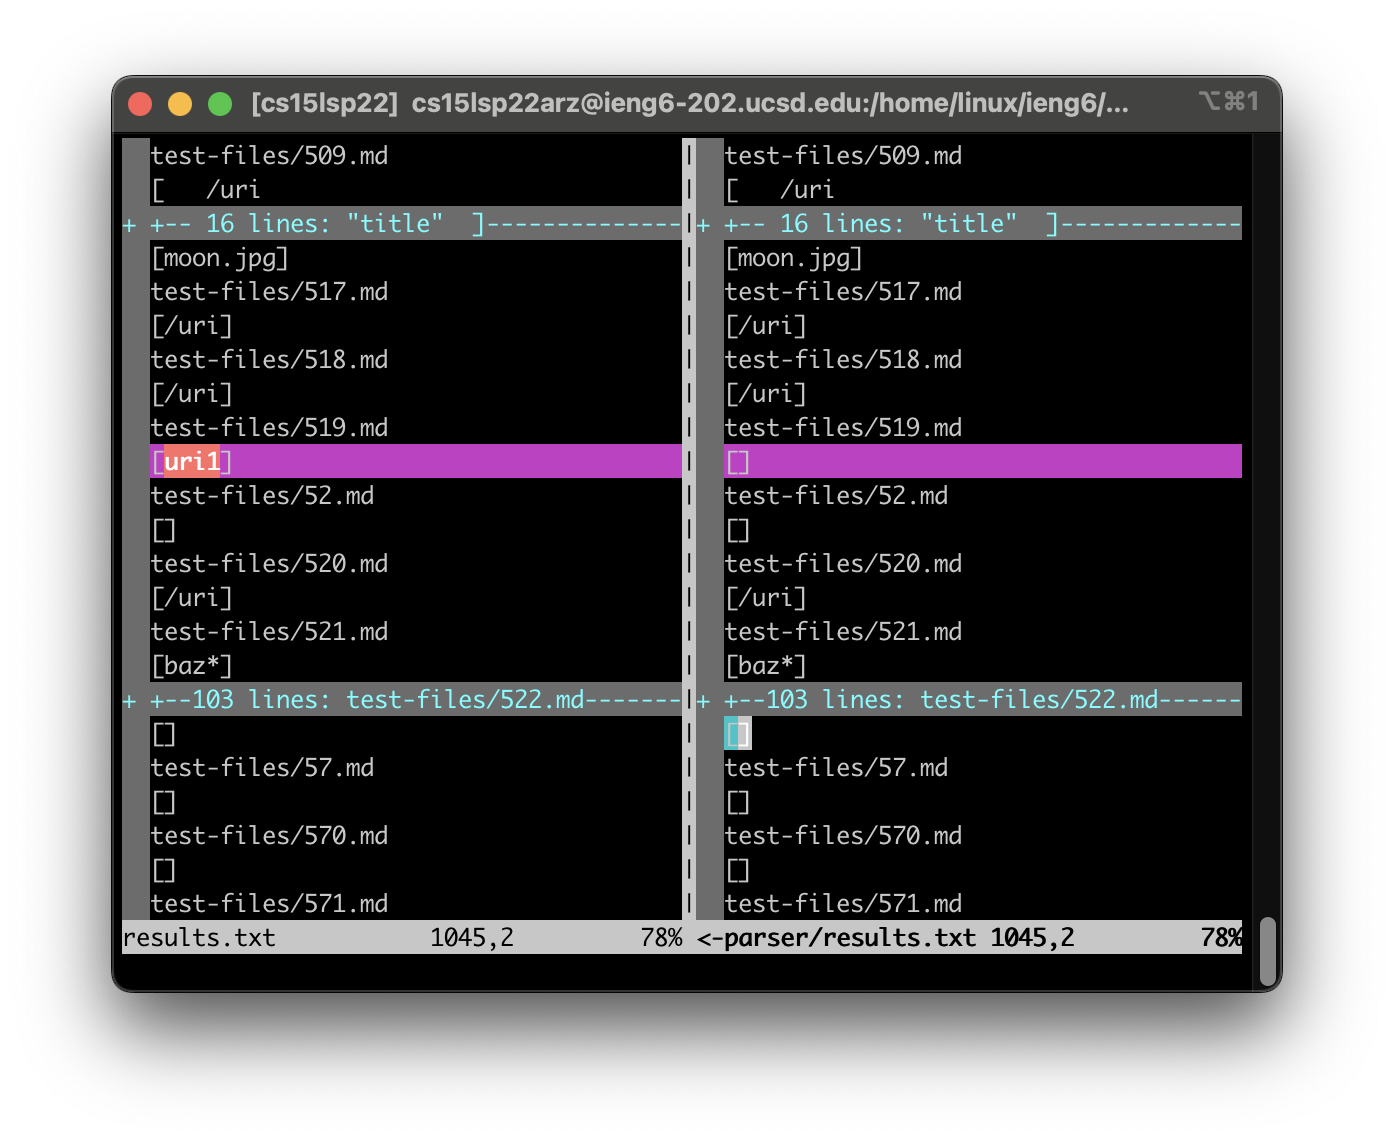 [cs15lsp22] cs15lsp22arz@ieng6-202.ucsd.edu:/home/linux/ieng6/... ⌥⌘1
test-files/509.md | test-files/509.md
[   /uri | [   /uri
+ +-- 16 lines: "title"  ]--------------|+ +-- 16 lines: "title"  ]-------------
[moon.jpg] | [moon.jpg]
test-files/517.md | test-files/517.md
[/uri] | [/uri]
test-files/518.md | test-files/518.md
[/uri] | [/uri]
test-files/519.md | test-files/519.md
[uri1] | []
test-files/52.md | test-files/52.md
[] | []
test-files/520.md | test-files/520.md
[/uri] | [/uri]
test-files/521.md | test-files/521.md
[baz*] | [baz*]
+ +--103 lines: test-files/522.md-------|+ +--103 lines: test-files/522.md------
[] | []
test-files/57.md | test-files/57.md
[] | []
test-files/570.md | test-files/570.md
[] | []
test-files/571.md | test-files/571.md
results.txt 1045,2 78% <-parser/results.txt 1045,2 78%